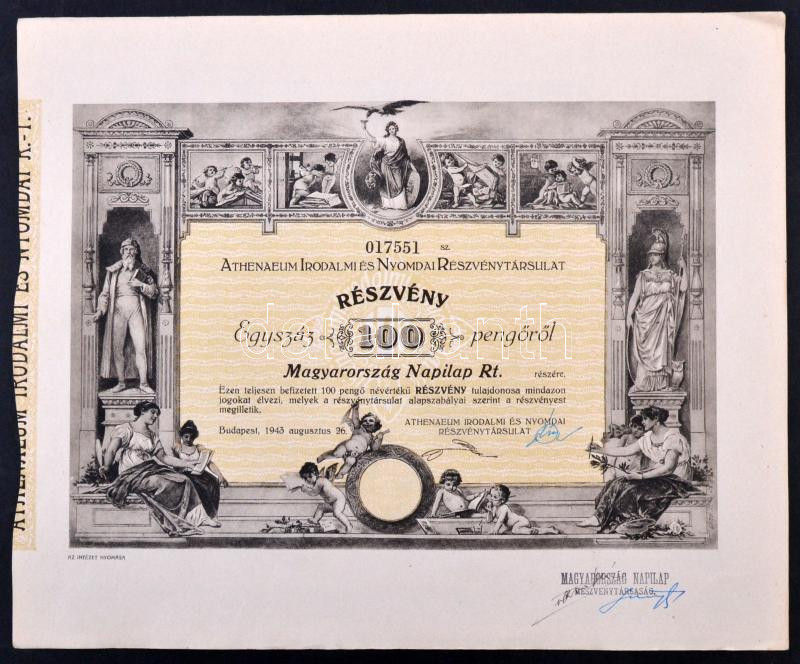 017551 sz.
ATHENAEUM IRODALMI ÉS NYOMDAI RÉSZVÉNYTÁRSULAT
RÉSZVÉNY
Egyszáz 100 pengőről
Magyarország Napilap Rt. részére.
Ezen teljesen befizetett 100 pengő névértékű RÉSZVÉNY tulajdonosa mindazon
jogokat élvezi, melyek a részvénytársulat alapszabályai szerint a részvényest
megilletik.
Budapest, 1943 augusztus 26.
ATHENAEUM IRODALMI ÉS NYOMDAI
RÉSZVÉNYTÁRSULAT
AZ INTÉZET NYOMÁSA
MAGYARORSZÁG NAPILAP
RÉSZVÉNYTÁRSASÁG.
ATHENAEUM IRODALMI ÉS NYOMDAI R.-T.